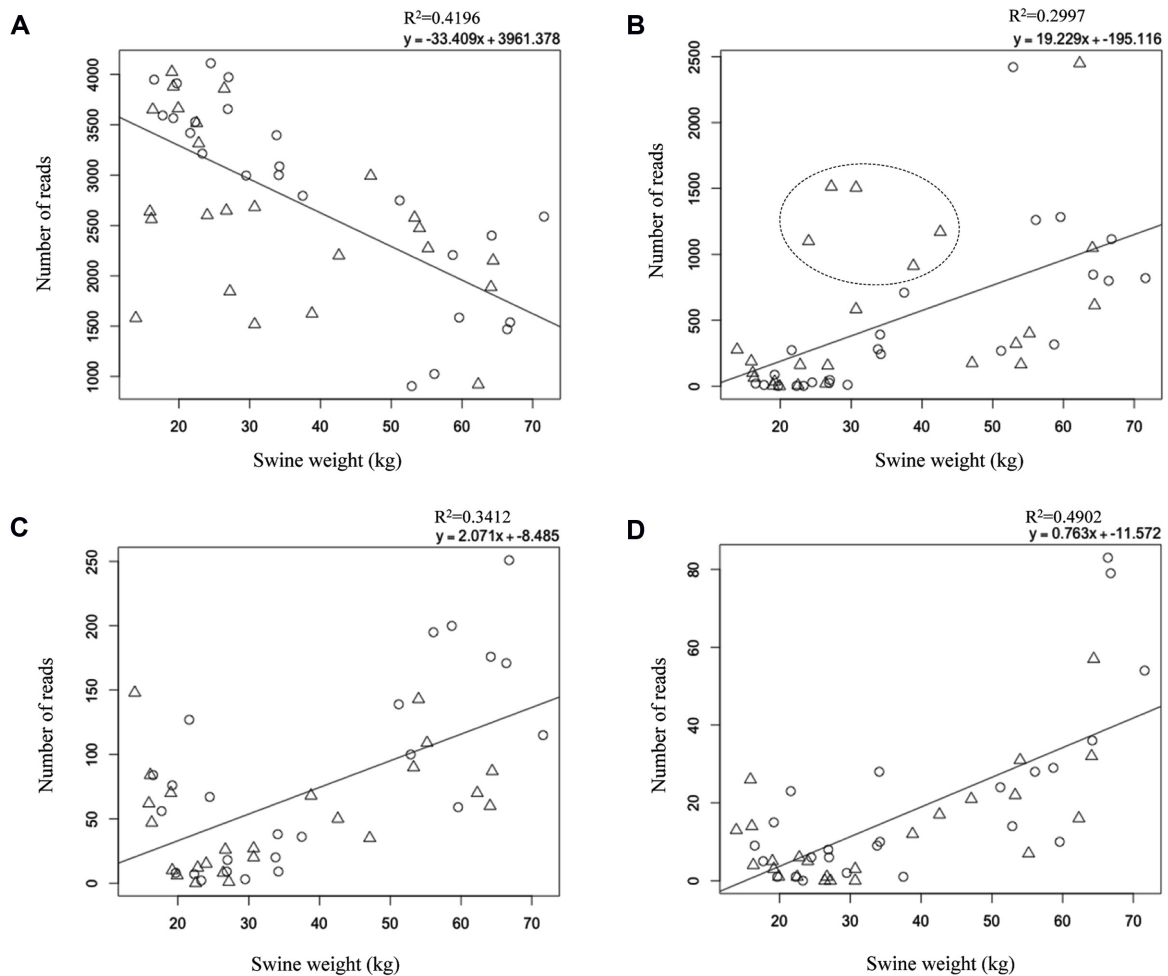 A
R²=0.4196
y = -33.409x + 3961.378
Number of reads
4000
3500
3000
2500
2000
1500
1000
20 30 40 50 60 70
Swine weight (kg)
B
R²=0.2997
y = 19.229x + -195.116
Number of reads
2500
2000
1500
1000
500
0
20 30 40 50 60 70
Swine weight (kg)
C
R²=0.3412
y = 2.071x + -8.485
Number of reads
250
200
150
100
50
0
20 30 40 50 60 70
Swine weight (kg)
D
R²=0.4902
y = 0.763x + -11.572
Number of reads
80
60
40
20
0
20 30 40 50 60 70
Swine weight (kg)